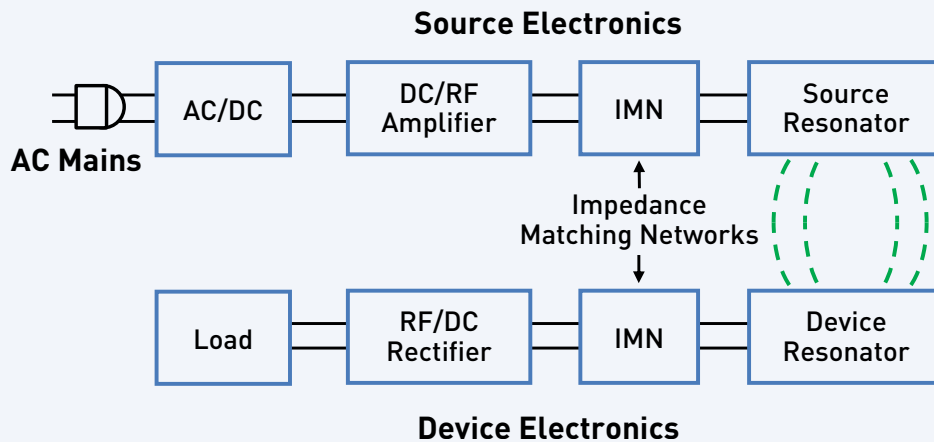 Source Electronics
AC Mains
AC/DC
DC/RF
Amplifier
IMN
Source
Resonator
Impedance
Matching Networks
Load
RF/DC
Rectifier
IMN
Device
Resonator
Device Electronics